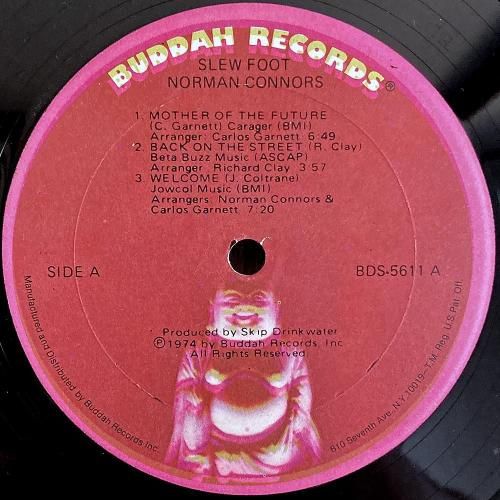 BUDDAH RECORDS®
SLEW FOOT
NORMAN CONNORS
1. MOTHER OF THE FUTURE
(C. Garnett) Carager (BMI)
Arranger: Carlos Garnett 6:49
2. BACK ON THE STREET (R. Clay)
Beta Buzz Music (ASCAP)
Arranger: Richard Clay 3:57
3. WELCOME (J. Coltrane)
Jowcol Music (BMI)
Arrangers: Norman Connors &
Carlos Garnett 7:20
SIDE A
BDS-5611 A
Produced by Skip Drinkwater
℗1974 by Buddah Records, Inc.
All Rights Reserved
Manufactured and Distributed by Buddah Records Inc.
810 Seventh Ave., N.Y. 10019—T.M. Reg. U.S. Pat. Off.